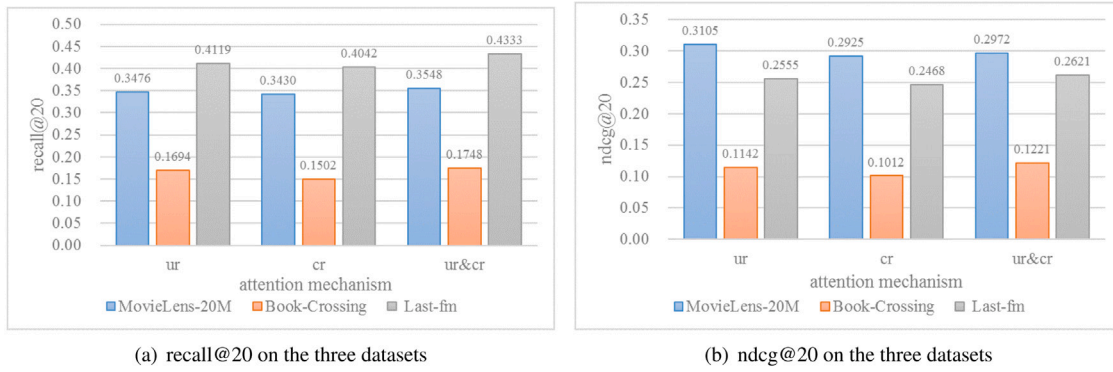 0.50
0.45
0.40
0.35
0.30
0.25
0.20
0.15
0.10
0.05
0.00
recall@20
0.3476
0.1694
0.4119
0.3430
0.1502
0.4042
0.3548
0.1748
0.4333
ur
cr
ur&cr
attention mechanism
MovieLens-20M
Book-Crossing
Last-fm
(a) recall@20 on the three datasets
0.35
0.30
0.25
0.20
0.15
0.10
0.05
0.00
ndcg@20
0.3105
0.1142
0.2555
0.2925
0.1012
0.2468
0.2972
0.1221
0.2621
ur
cr
ur&cr
attention mechanism
MovieLens-20M
Book-Crossing
Last-fm
(b) ndcg@20 on the three datasets